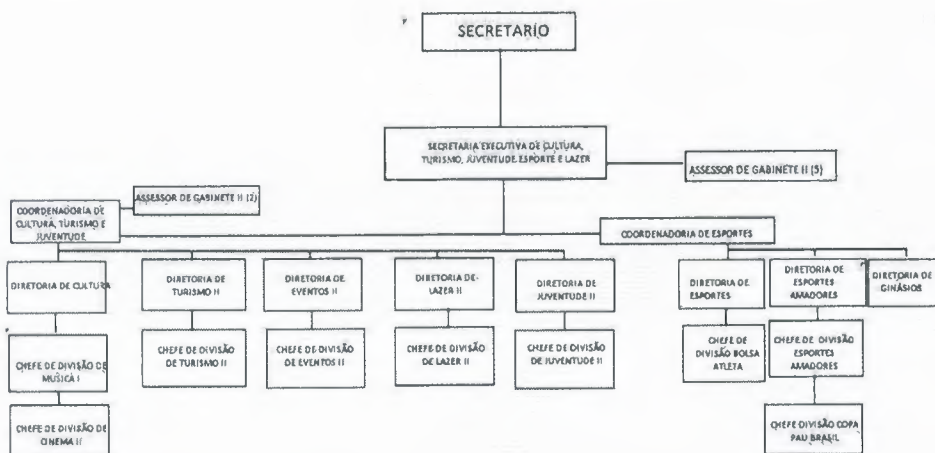 SECRETARIO
SECRETARIA EXECUTIVA DE CULTURA,
TURISMO, JUVENTUDE ESPORTE E LAZER
ASSESSOR DE GABINETE II (5)
ASSESSOR DE GABINETE II (2)
COORDENADORIA DE
CULTURA, TURISMO E
JUVENTUDE
COORDENADORIA DE ESPORTES
DIRETORIA DE CULTURA
DIRETORIA DE
TURISMO II
DIRETORIA DE
EVENTOS II
DIRETORIA DE
LAZER II
DIRETORIA DE
JUVENTUDE II
DIRETORIA DE
ESPORTES
DIRETORIA DE
ESPORTES
AMADORES
DIRETORIA DE
GINÁSIOS
CHEFE DE DIVISÃO DE
MUSICA I
CHEFE DE DIVISÃO
DE TURISMO II
CHEFE DE DIVISÃO
DE EVENTOS II
CHEFE DE DIVISÃO
DE LAZER II
CHEFE DE DIVISÃO
DE JUVENTUDE II
CHEFE DE
DIVISÃO BOLSA
ATLETA
CHEFE DE DIVISÃO
ESPORTES
AMADORES
CHEFE DE DIVISÃO DE
CINEMA II
CHEFE DIVISÃO COPA
PAU BRASIL